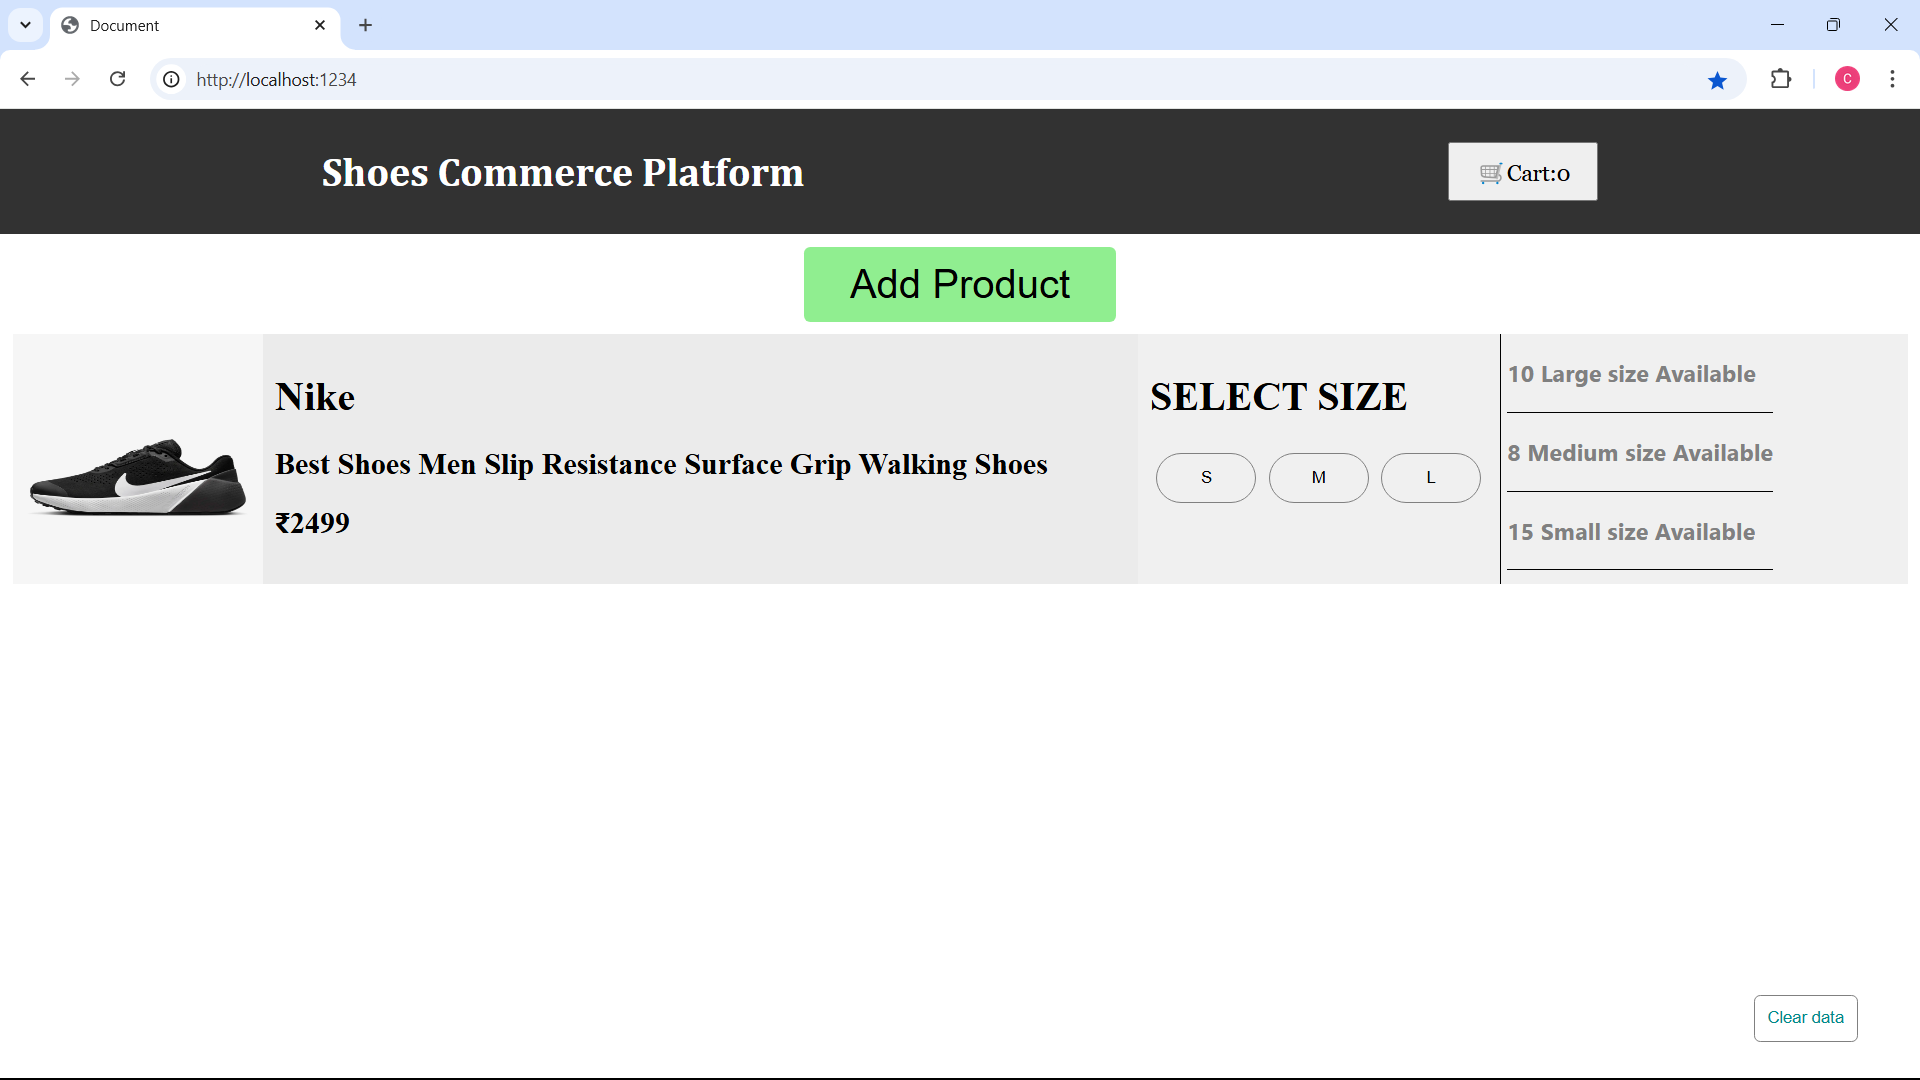 Document
http://localhost:1234
C
Shoes Commerce Platform
🛒Cart:0
Add Product
Nike
Best Shoes Men Slip Resistance Surface Grip Walking Shoes
₹2499
SELECT SIZE
S M L
10 Large size Available
8 Medium size Available
15 Small size Available
Clear data